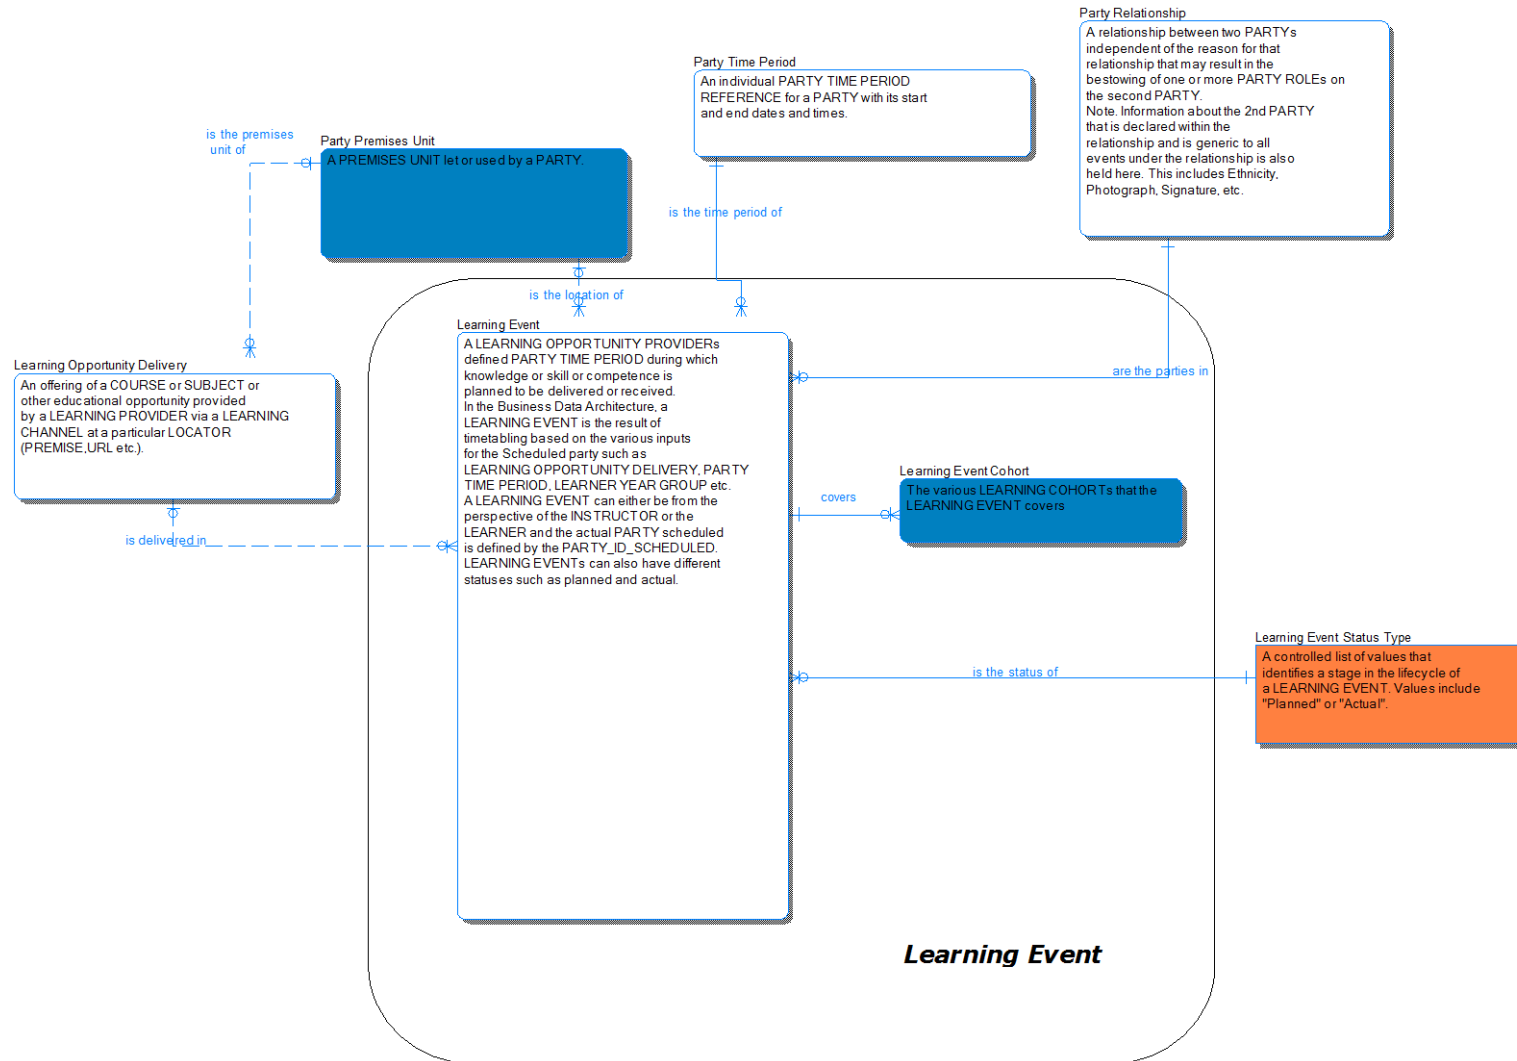 Party Relationship
A relationship between two PARTYs
independent of the reason for that
relationship that may result in the
bestowing of one or more PARTY ROLEs on
the second PARTY.
Note. Information about the 2nd PARTY
that is declared within the
relationship and is generic to all
events under the relationship is also
held here. This includes Ethnicity,
Photograph, Signature, etc.
Party Time Period
An individual PARTY TIME PERIOD
REFERENCE for a PARTY with its start
and end dates and times.
is the premises
unit of
Party Premises Unit
A PREMISES UNIT let or used by a PARTY.
is the time period of
is the location of
Learning Event
A LEARNING OPPORTUNITY PROVIDERs
defined PARTY TIME PERIOD during which
knowledge or skill or competence is
planned to be delivered or received.
In the Business Data Architecture, a
LEARNING EVENT is the result of
timetabling based on the various inputs
for the Scheduled party such as
LEARNING OPPORTUNITY DELIVERY, PARTY
TIME PERIOD, LEARNER YEAR GROUP etc.
A LEARNING EVENT can either be from the
perspective of the INSTRUCTOR or the
LEARNER and the actual PARTY scheduled
is defined by the PARTY_ID_SCHEDULED.
LEARNING EVENTs can also have different
statuses such as planned and actual.
Learning Opportunity Delivery
An offering of a COURSE or SUBJECT or
other educational opportunity provided
by a LEARNING PROVIDER via a LEARNING
CHANNEL at a particular LOCATOR
(PREMISE,URL etc.).
is delivered in
are the parties in
covers
Learning Event Cohort
The various LEARNING COHORTs that the
LEARNING EVENT covers
is the status of
Learning Event Status Type
A controlled list of values that
identifies a stage in the lifecycle of
a LEARNING EVENT. Values include
"Planned" or "Actual".
Learning Event